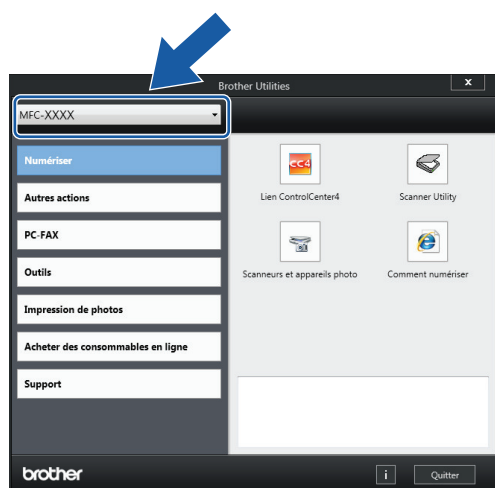 Brother Utilities
x
MFC-XXXX
Numériser
Autres actions
PC-FAX
Outils
Impression de photos
Acheter des consommables en ligne
Support
CC4
Lien ControlCenter4
Scanner Utility
Scanneurs et appareils photo
Comment numériser
brother
i
Quitter